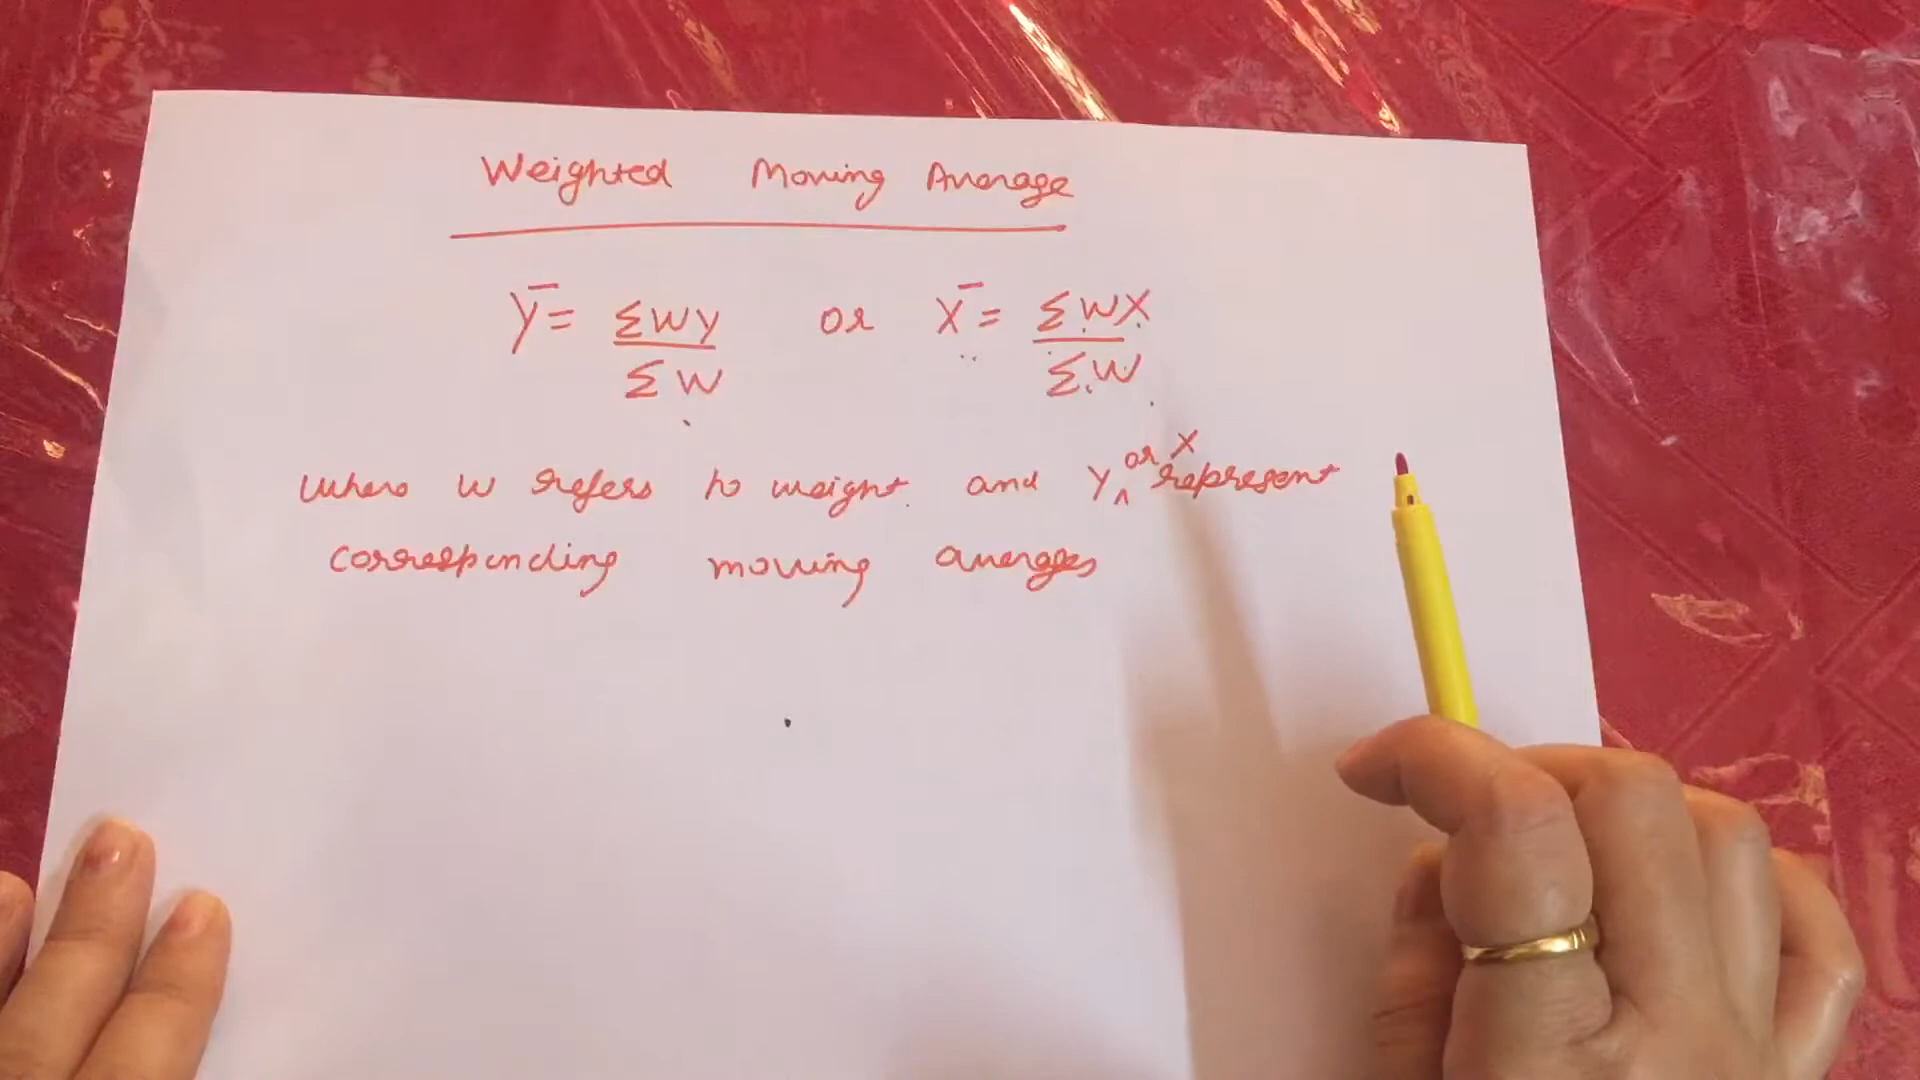 Weighted Moving Average
Ȳ = ΣWY / ΣW or X̄ = ΣWX / ΣW
where W refers to weight and Y or X represent
corresponding moving averages